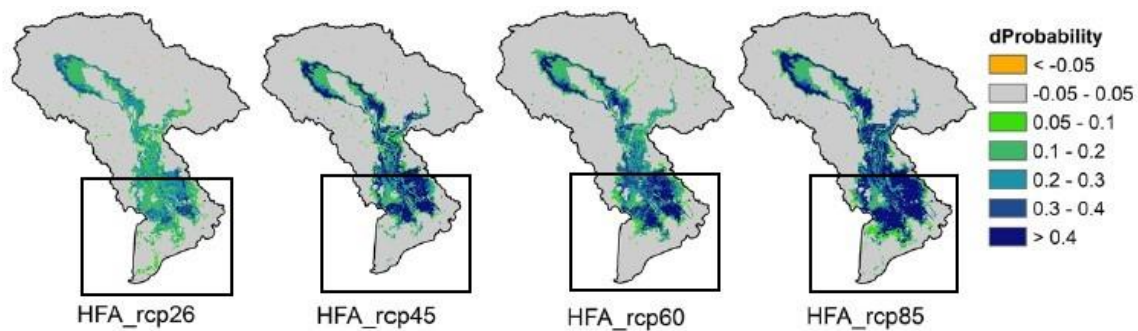 dProbability
< -0.05
-0.05 - 0.05
0.05 - 0.1
0.1 - 0.2
0.2 - 0.3
0.3 - 0.4
> 0.4
HFA_rcp26
HFA_rcp45
HFA_rcp60
HFA_rcp85